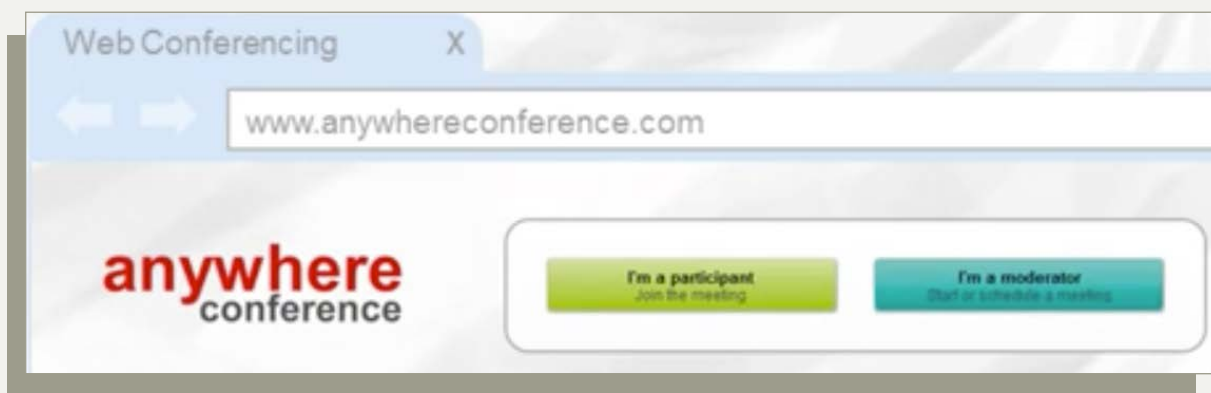 Web Conferencing X
www.anywhereconference.com
anywhere
conference
I'm a participant
Join the meeting
I'm a moderator
Start or schedule a meeting